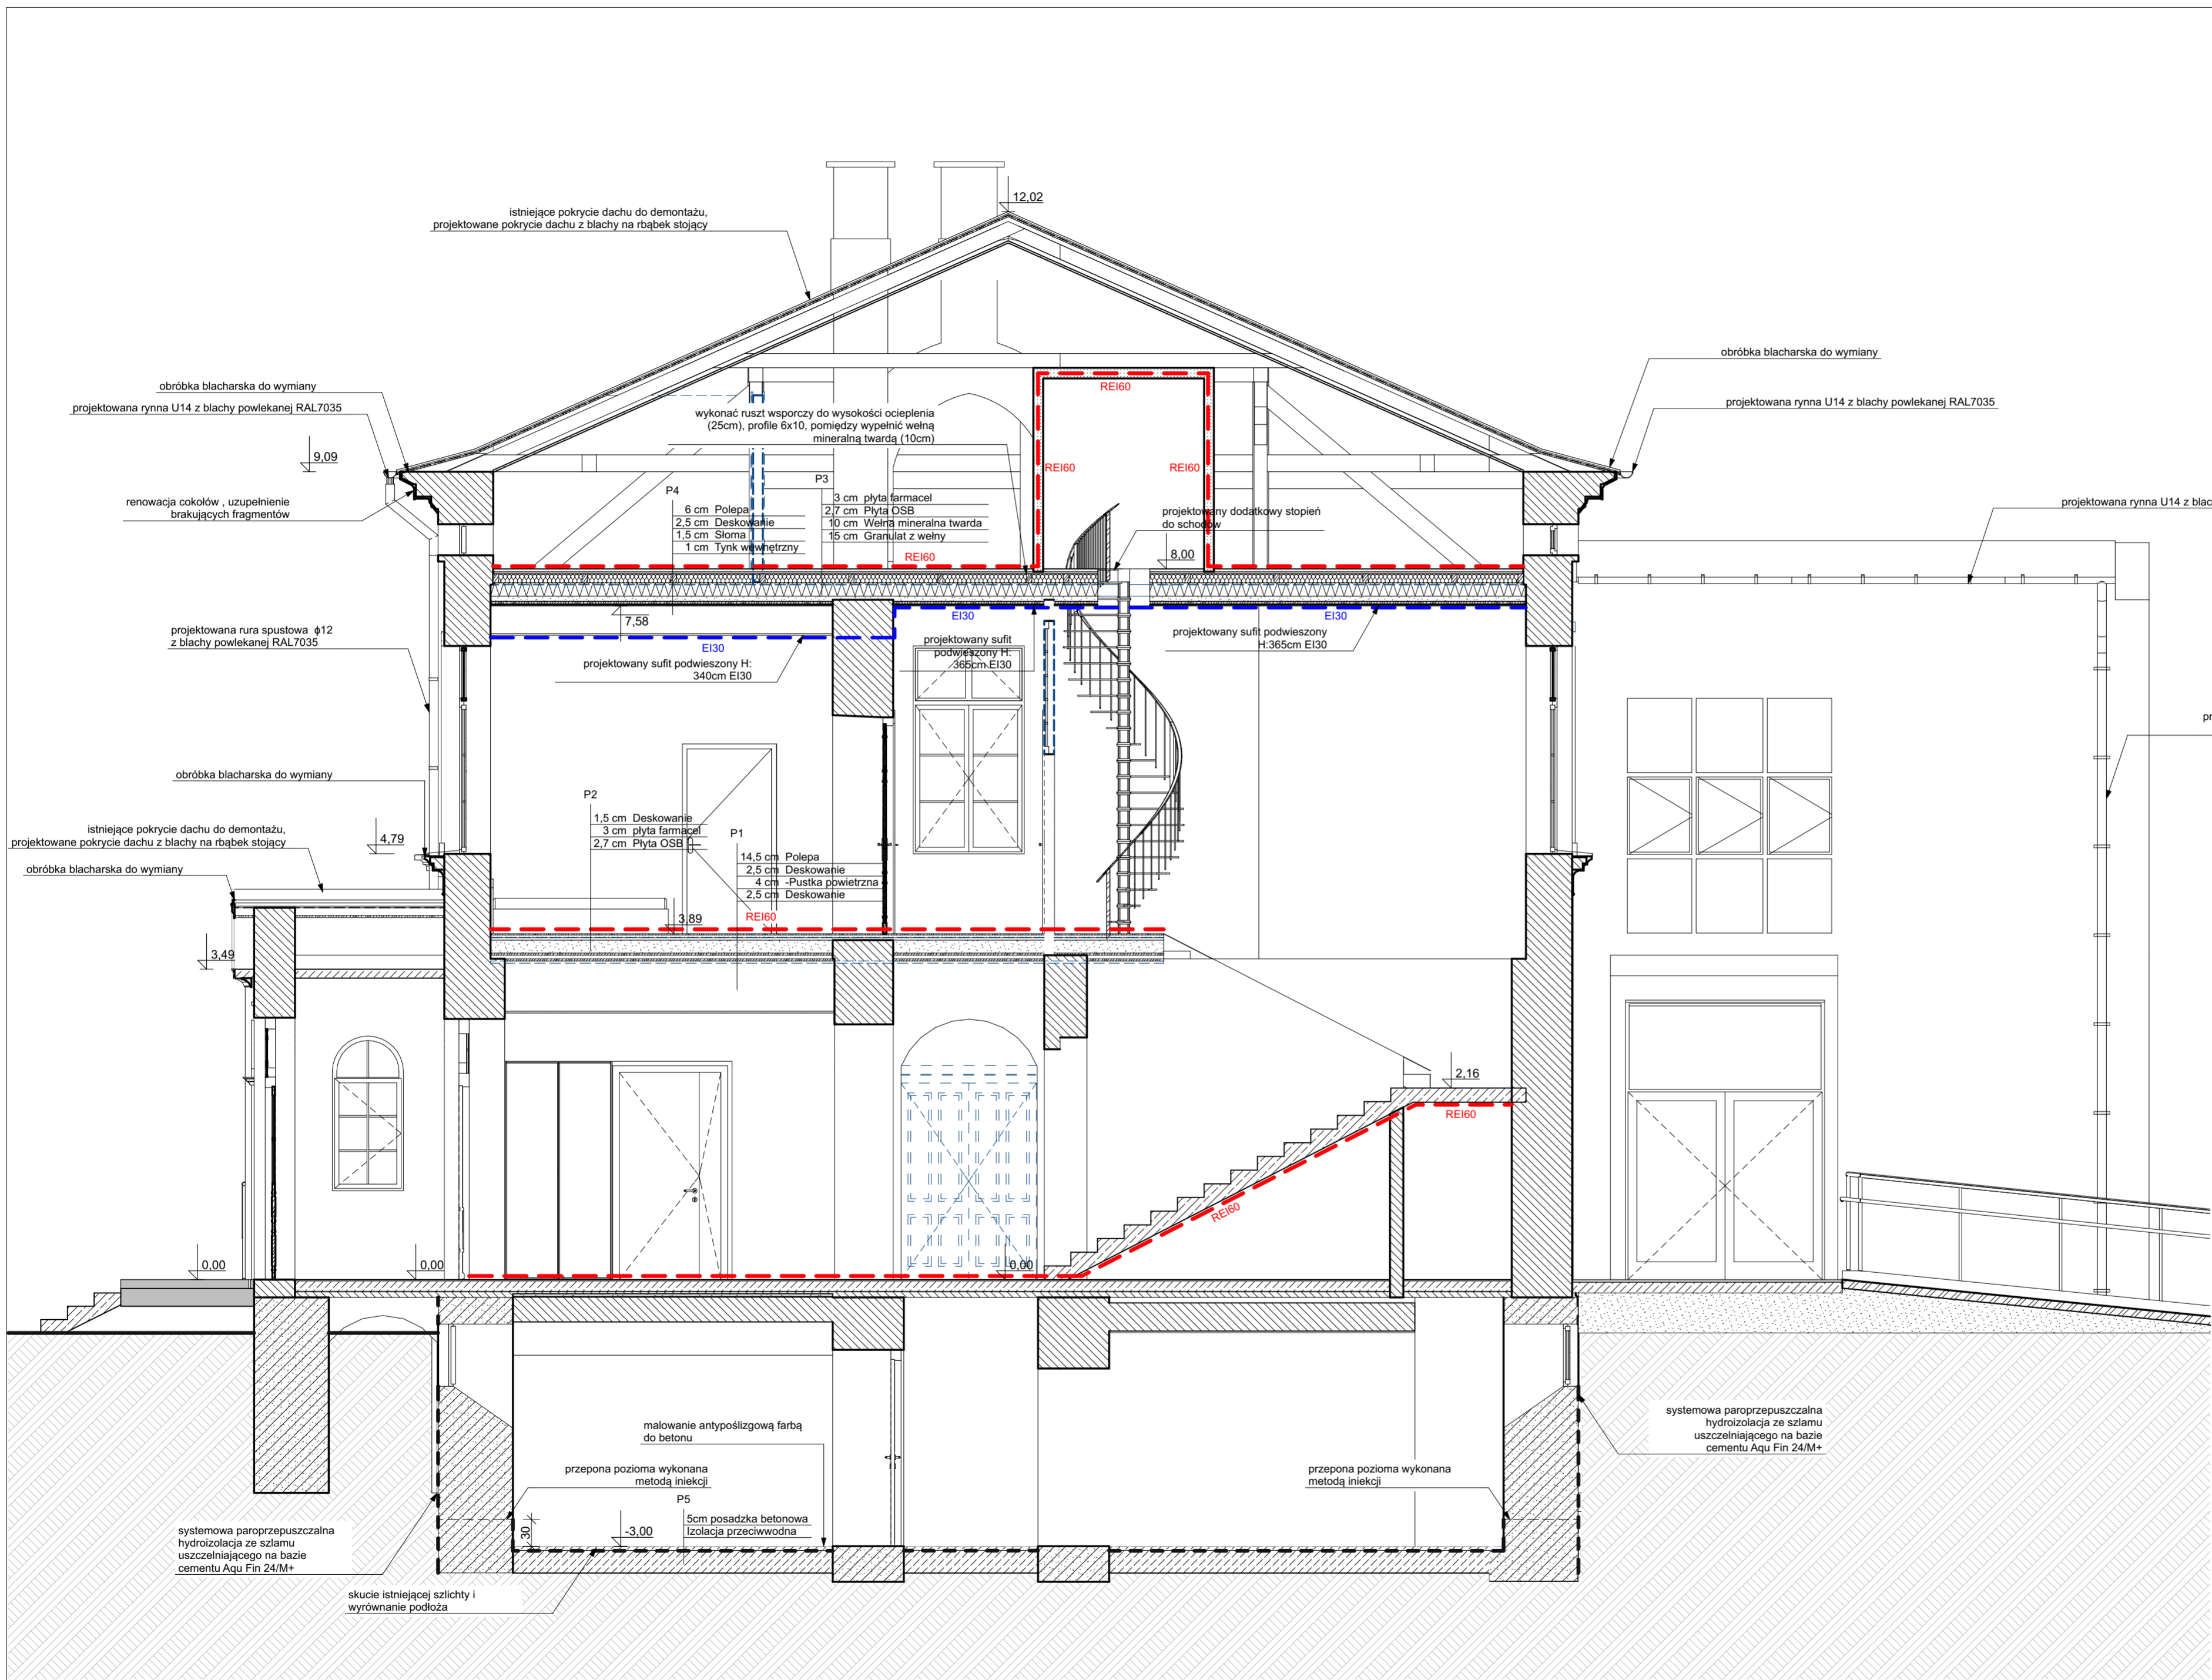 12,02
istniejące pokrycie dachu do demontażu,
projektowane pokrycie dachu z blachy na rbąbek stojący
obróbka blacharska do wymiany
obróbka blacharska do wymiany
projektowana rynna U14 z blachy powlekanej RAL7035
projektowana rynna U14 z blachy powlekanej RAL7035
REI60
wykonać ruszt wsporczy do wysokości ocieplenia
(25cm), profile 6x10, pomiędzy wypełnić wełną
mineralną twardą (10cm)
9,09
REI60
REI60
renowacja cokołów , uzupełnienie
brakujących fragmentów
P4
6 cm Polepa
2,5 cm Deskowanie
1,5 cm Słoma
1 cm Tynk wewnętrzny
P3
3 cm płyta farmacel
2,7 cm Płyta OSB
10 cm Wełna mineralna twarda
15 cm Granulat z wełny
REI60
projektowany dodatkowy stopień
do schodów
8,00
projektowana rynna U14 z blac
7,58
projektowana rura spustowa ϕ12
z blachy powlekanej RAL7035
EI30
EI30
EI30
projektowany sufit podwieszony H:
340cm EI30
projektowany sufit
podwieszony H:
365cm EI30
projektowany sufit podwieszony
H:365cm EI30
pr
obróbka blacharska do wymiany
istniejące pokrycie dachu do demontażu,
projektowane pokrycie dachu z blachy na rbąbek stojący
4,79
obróbka blacharska do wymiany
P2
1,5 cm Deskowanie
3 cm płyta farmacel
2,7 cm Płyta OSB
P1
14,5 cm Polepa
2,5 cm Deskowanie
4 cm -Pustka powietrzna
2,5 cm Deskowanie
REI60
3,89
3,49
2,16
REI60
REI60
0,00
0,00
0,00
malowanie antypoślizgową farbą
do betonu
przepona pozioma wykonana
metodą iniekcji
przepona pozioma wykonana
metodą iniekcji
systemowa paroprzepuszczalna
hydroizolacja ze szlamu
uszczelniającego na bazie
cementu Aqu Fin 24/M+
P5
5cm posadzka betonowa
Izolacja przeciwwodna
30
-3,00
systemowa paroprzepuszczalna
hydroizolacja ze szlamu
uszczelniającego na bazie
cementu Aqu Fin 24/M+
skucie istniejącej szlichty i
wyrównanie podłoża